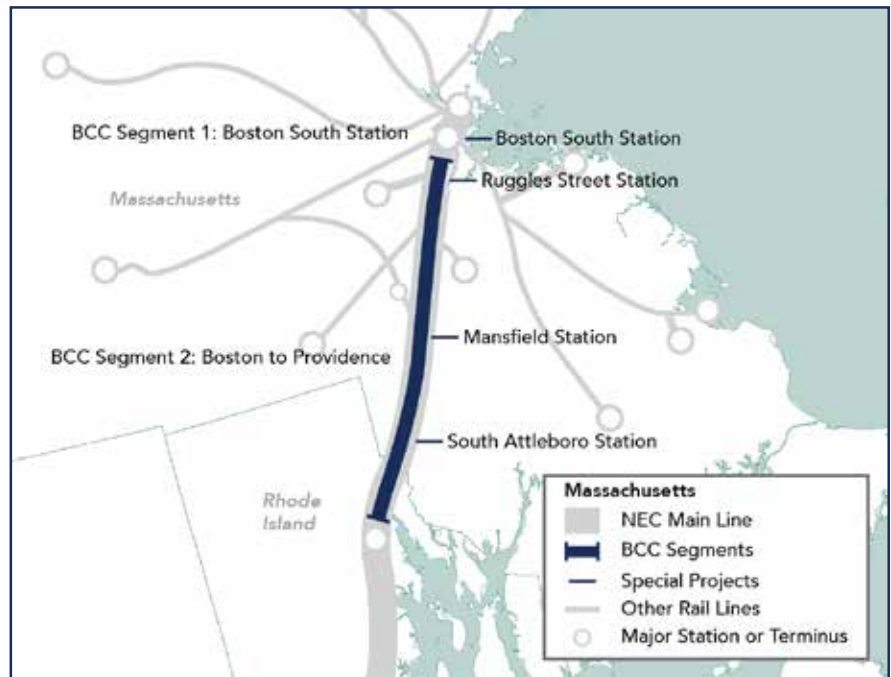 BCC Segment 1: Boston South Station
Boston South Station
Ruggles Street Station
Massachusetts
Mansfield Station
BCC Segment 2: Boston to Providence
South Attleboro Station
Rhode
Island
Massachusetts
NEC Main Line
BCC Segments
Special Projects
Other Rail Lines
Major Station or Terminus